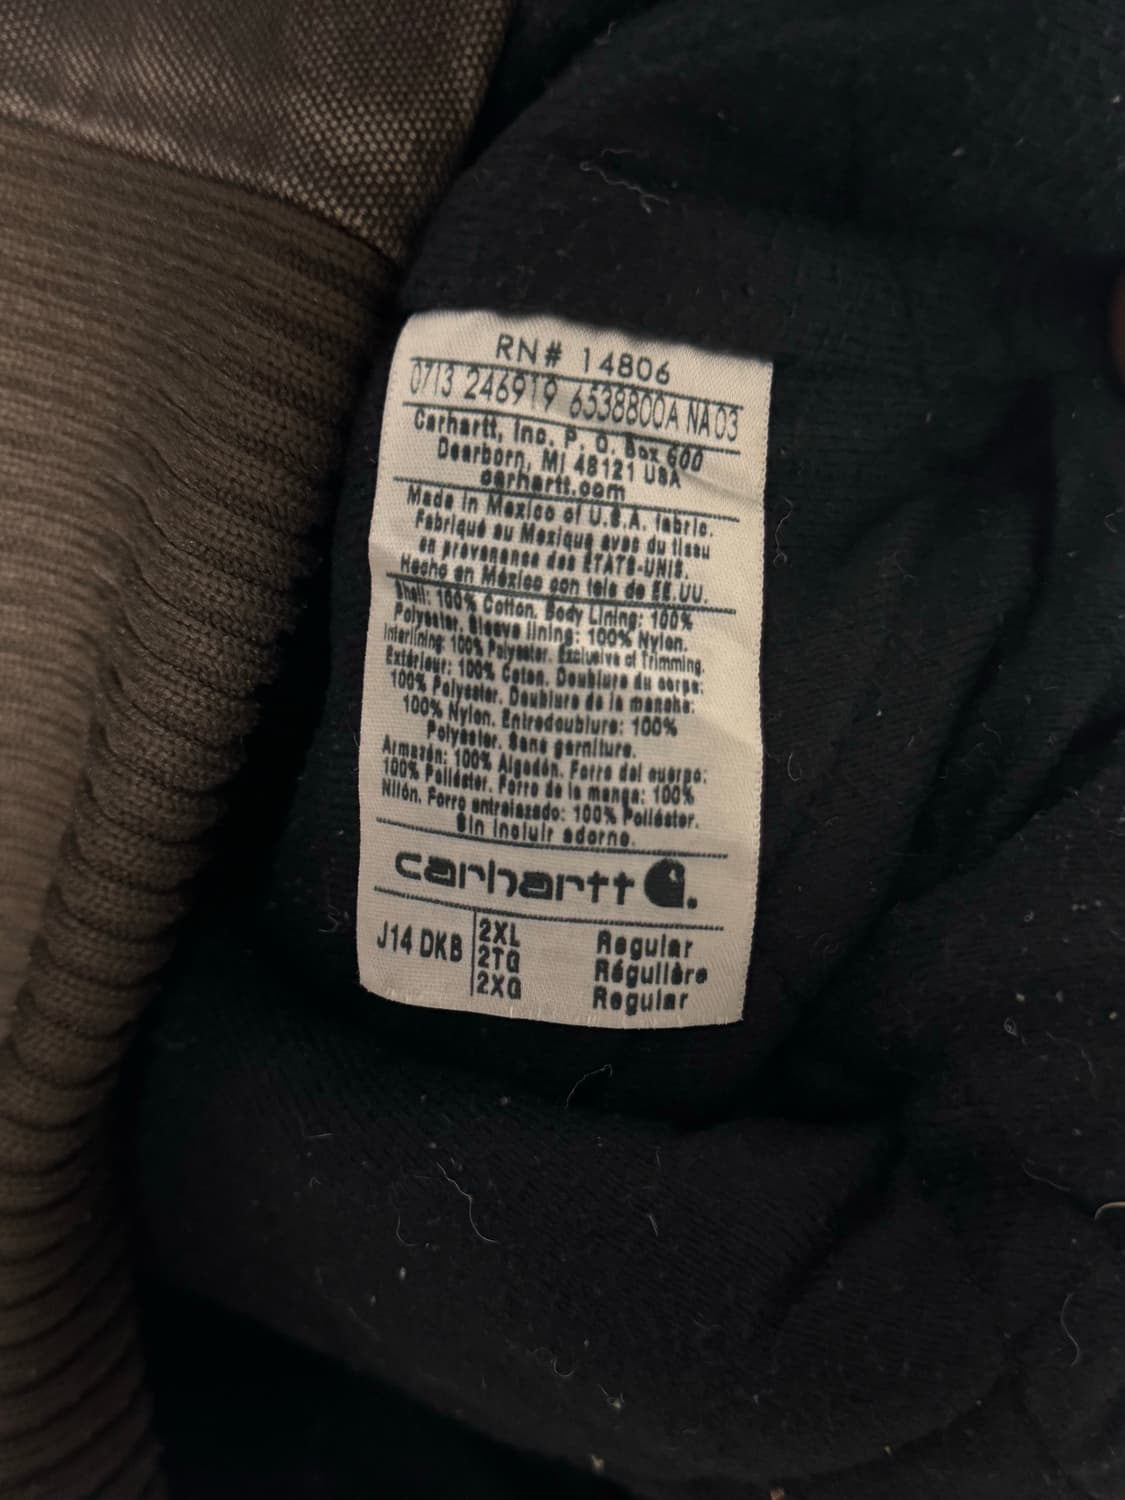 RN# 14806
0713 246919 6538800A NA03
Carhartt, Inc. P. O. Box 600
Dearborn, MI 48121 USA
carhartt.com
Made in Mexico of U.S.A. fabric.
Fabriqué au Mexique avec du tissu
en provenance des ÉTATS-UNIS.
Hecho en México con tela de EE.UU.
Shell: 100% Cotton. Body Lining: 100%
Polyester. Sleeve lining: 100% Nylon.
Interlining: 100% Polyester. Exclusive of Trimming.
Extérieur: 100% Coton. Doublure du corps:
100% Polyester. Doublure de la manche:
100% Nylon. Entredoublure: 100%
Polyester. Sans garniture.
Armazón: 100% Algodón. Forro del cuerpo:
100% Poliéster. Forro de la manga: 100%
Nilón. Forro entrelazado: 100% Poliéster.
Sin incluir adorno.
carhartt
J14 DKB 2XL Regular
2TG Régulière
2XG Regular